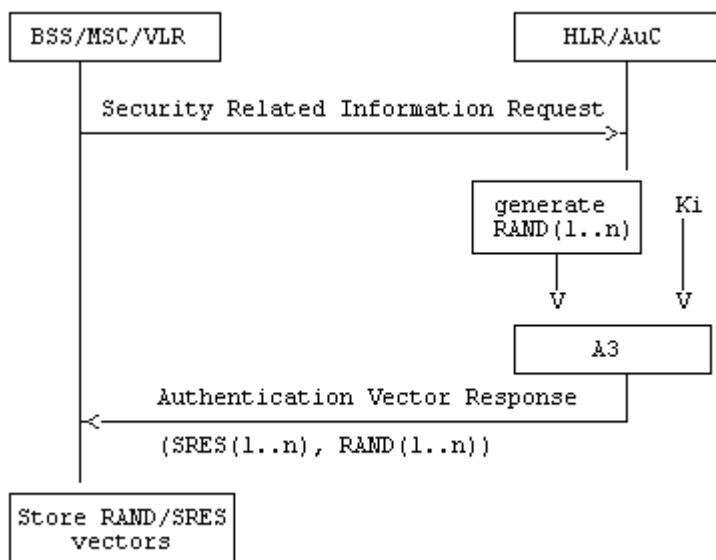 BSS/MSC/VLR
HLR/AuC
Security Related Information Request
generate
RAND(1..n)
Ki
V
V
A3
Authentication Vector Response
(SRES(1..n), RAND(1..n))
Store RAND/SRES
vectors